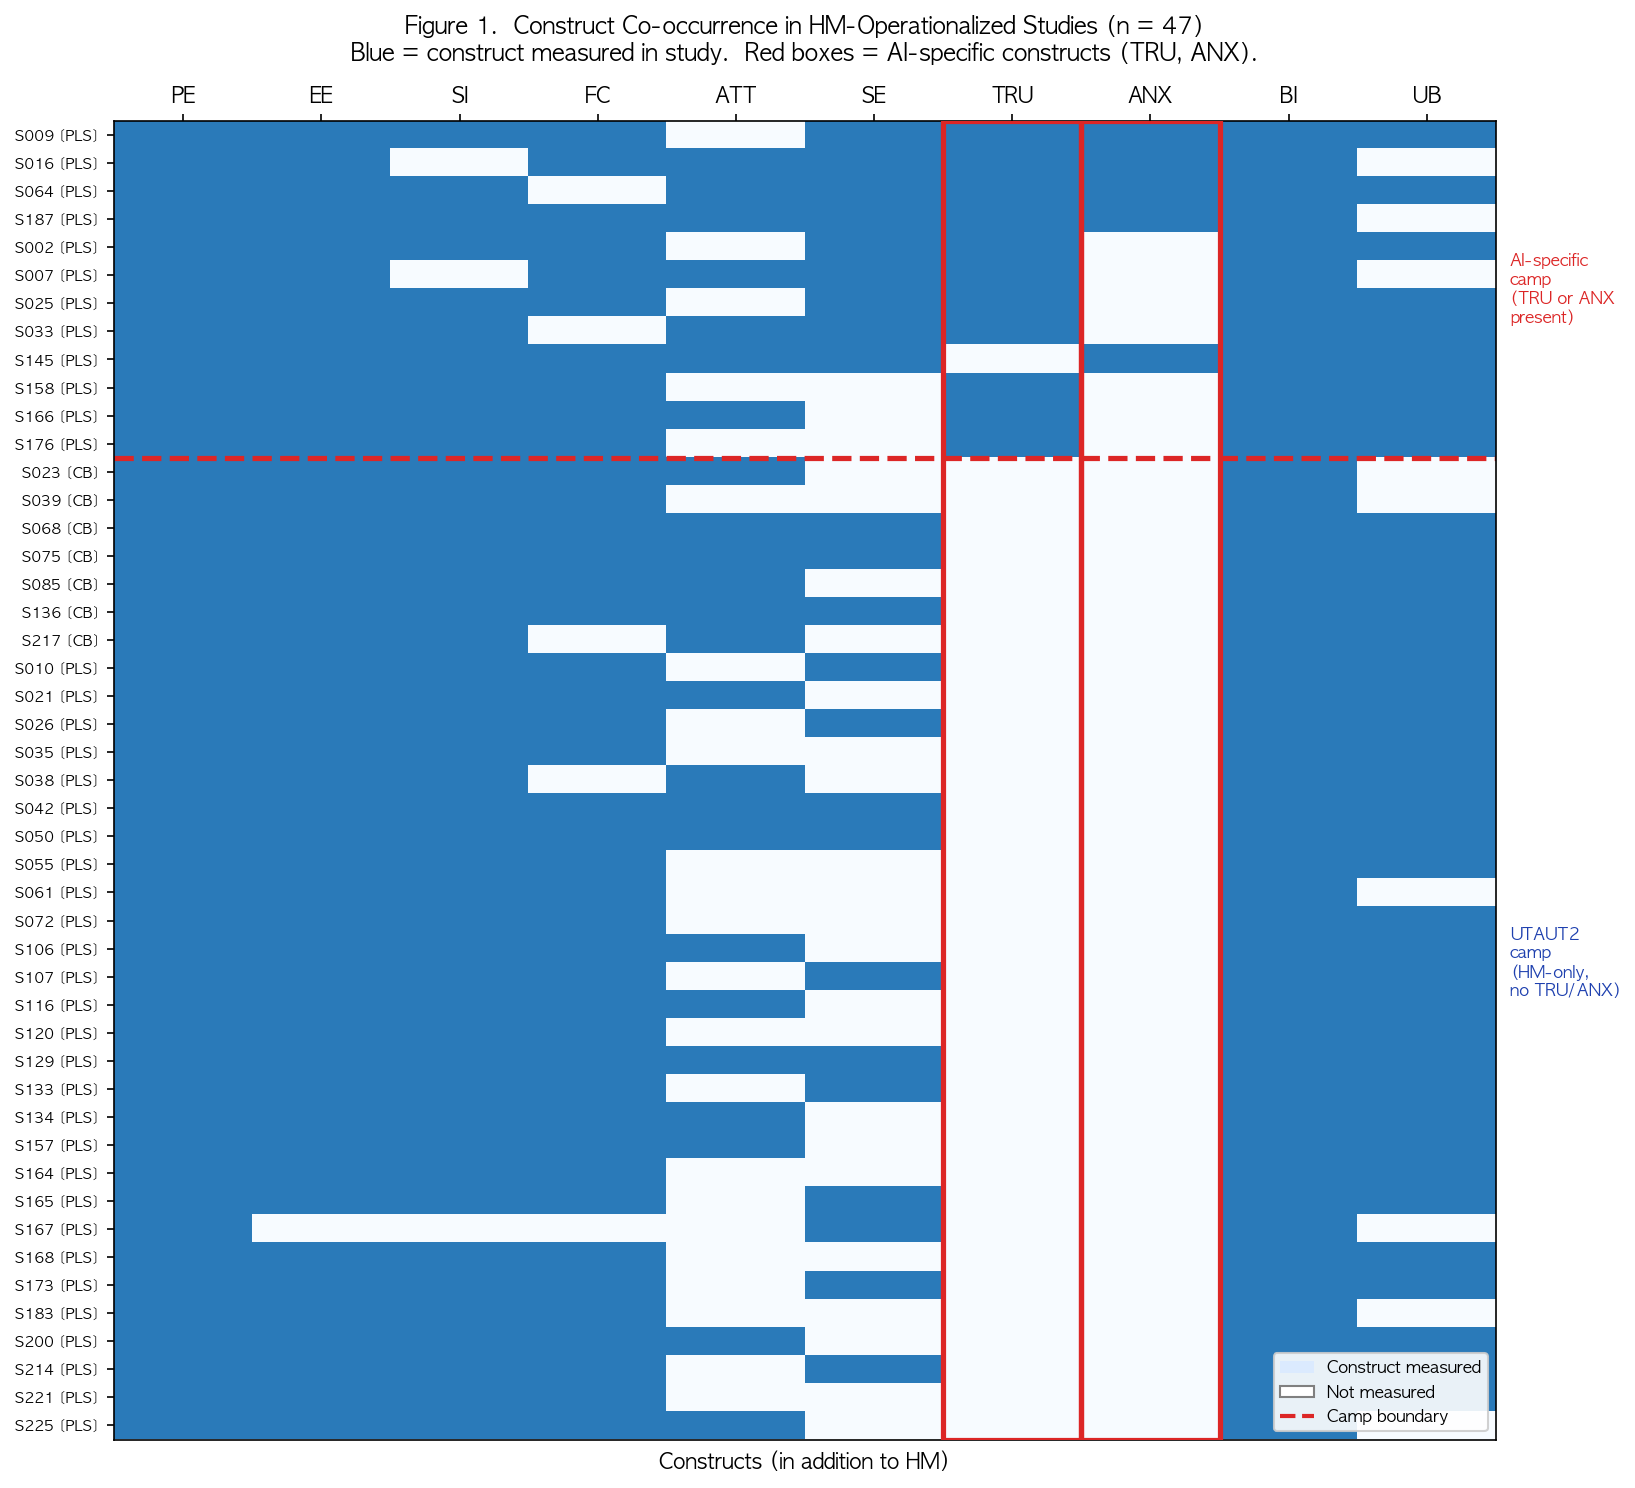 Figure 1.  Construct Co-occurrence in HM-Operationalized Studies (n = 47)
Blue = construct measured in study.  Red boxes = AI-specific constructs (TRU, ANX).
PE EE SI FC ATT SE TRU ANX BI UB
S009 [PLS]
S016 [PLS]
S064 [PLS]
S187 [PLS]
S002 [PLS]
S007 [PLS]
S025 [PLS]
S033 [PLS]
S145 [PLS]
S158 [PLS]
S166 [PLS]
S176 [PLS]
S023 [CB]
S039 [CB]
S068 [CB]
S075 [CB]
S085 [CB]
S136 [CB]
S217 [CB]
S010 [PLS]
S021 [PLS]
S026 [PLS]
S035 [PLS]
S038 [PLS]
S042 [PLS]
S050 [PLS]
S055 [PLS]
S061 [PLS]
S072 [PLS]
S106 [PLS]
S107 [PLS]
S116 [PLS]
S120 [PLS]
S129 [PLS]
S133 [PLS]
S134 [PLS]
S157 [PLS]
S164 [PLS]
S165 [PLS]
S167 [PLS]
S168 [PLS]
S173 [PLS]
S183 [PLS]
S200 [PLS]
S214 [PLS]
S221 [PLS]
S225 [PLS]
AI-specific
camp
(TRU or ANX
present)
UTAUT2
camp
(HM-only,
no TRU/ANX)
Construct measured
Not measured
Camp boundary
Constructs (in addition to HM)